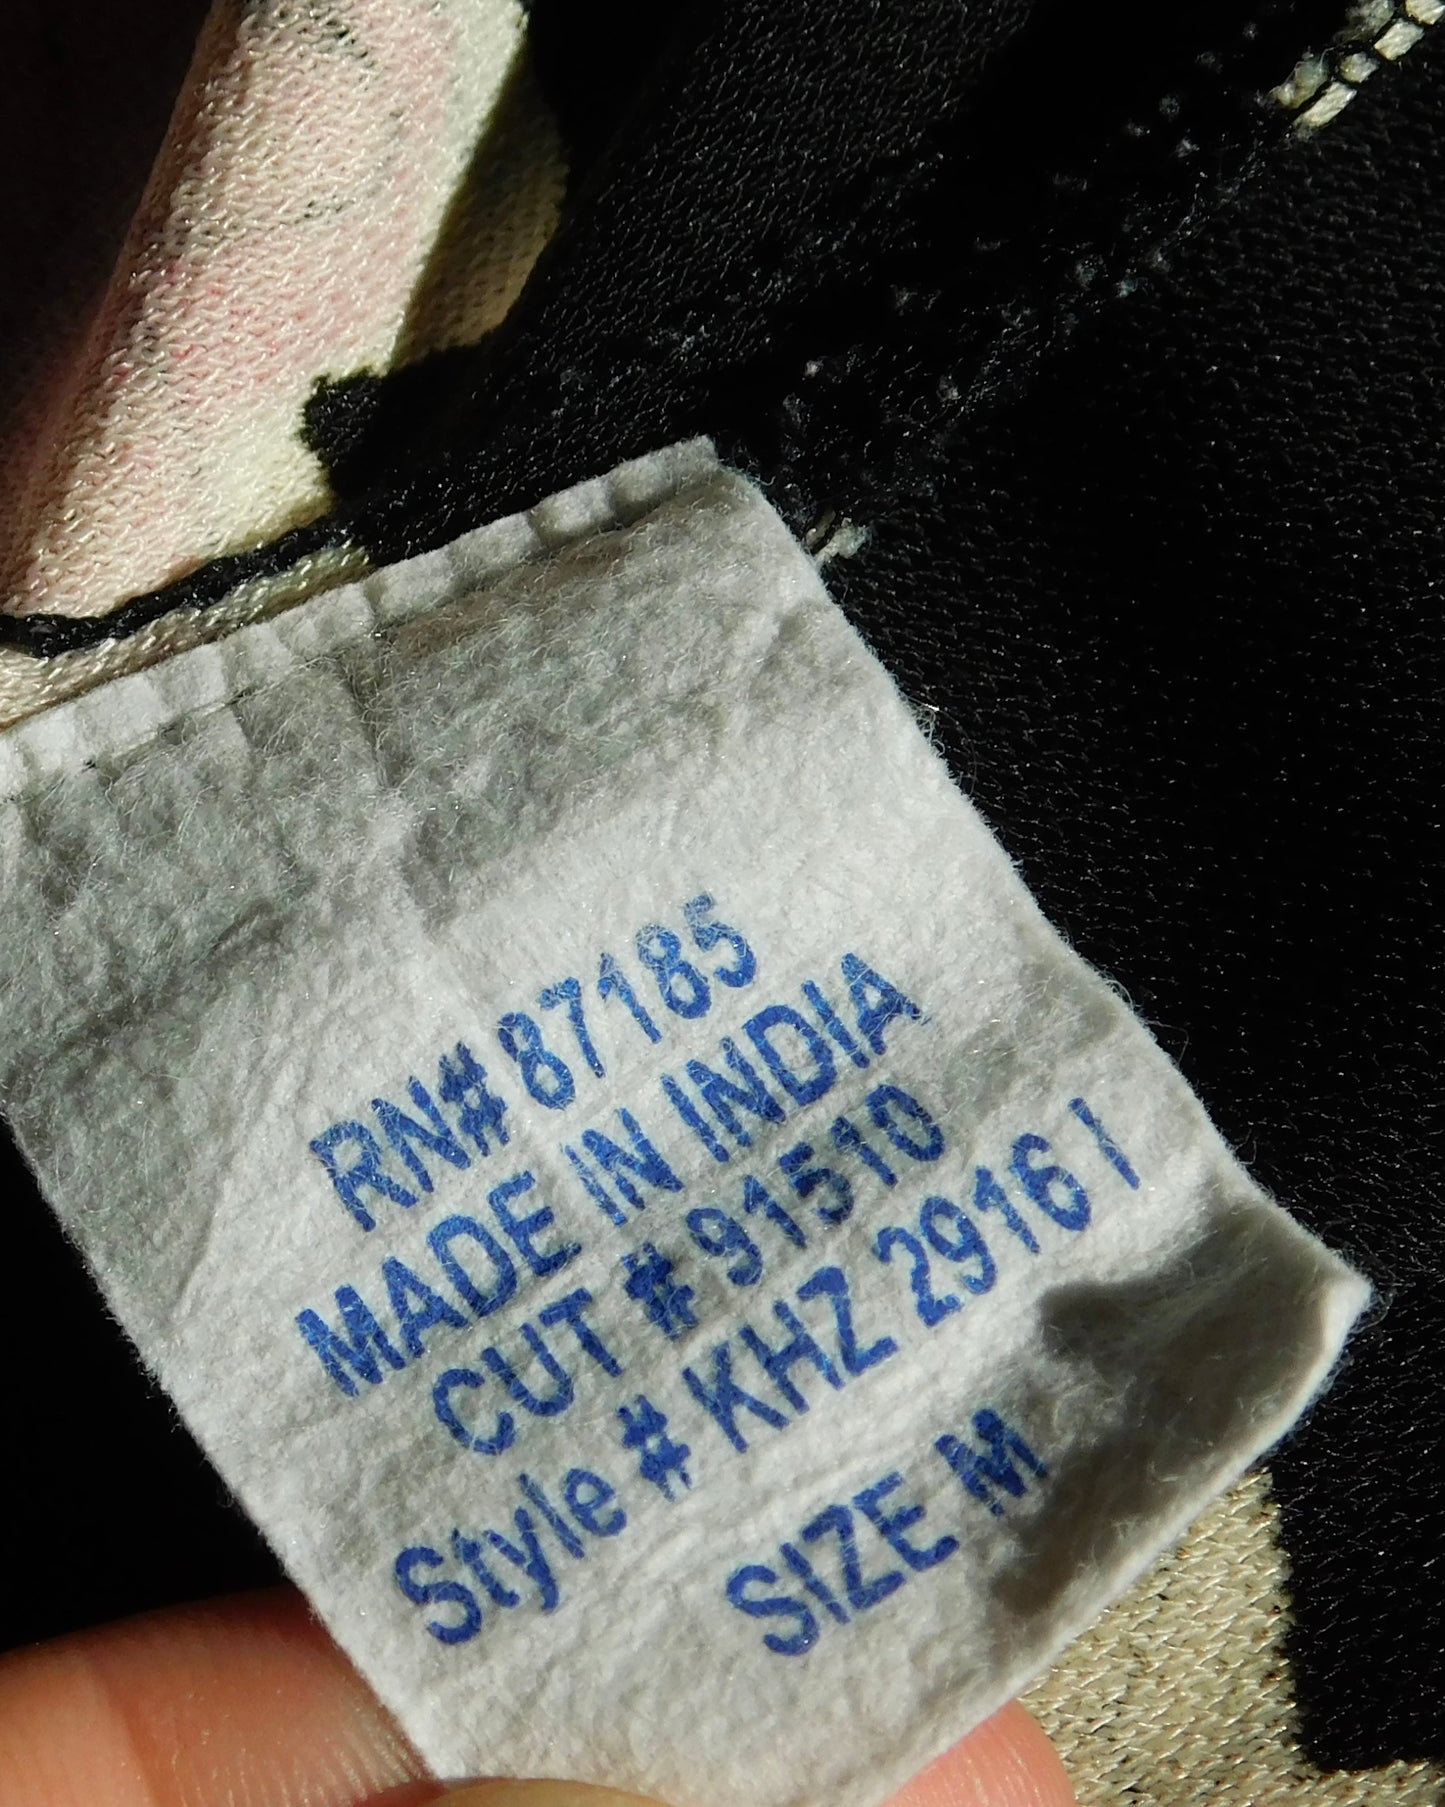 RN# 87185
MADE IN INDIA
CUT # 91510
Style # KHZ 2916 I
SIZE M